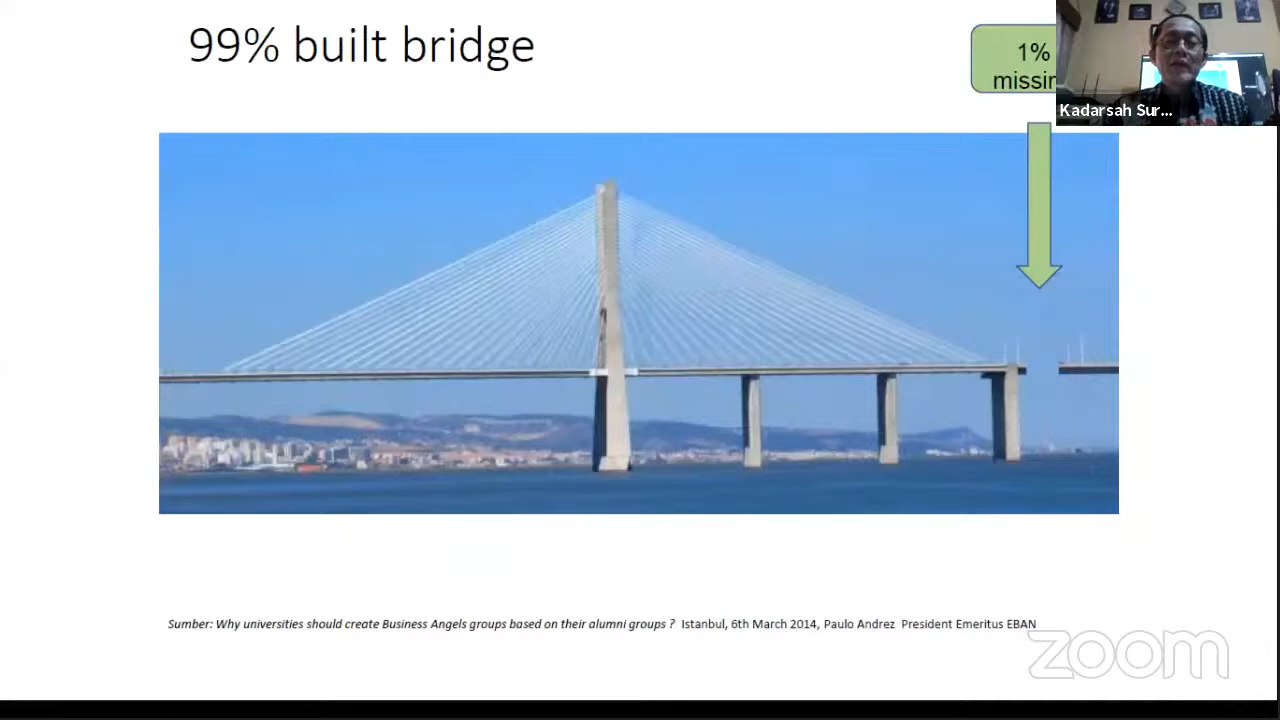 99% built bridge
1%
missin
Kadarsah Sur...
Sumber: Why universities should create Business Angels groups based on their alumni groups ? Istanbul, 6th March 2014, Paulo Andrez President Emeritus EBAN
zoom